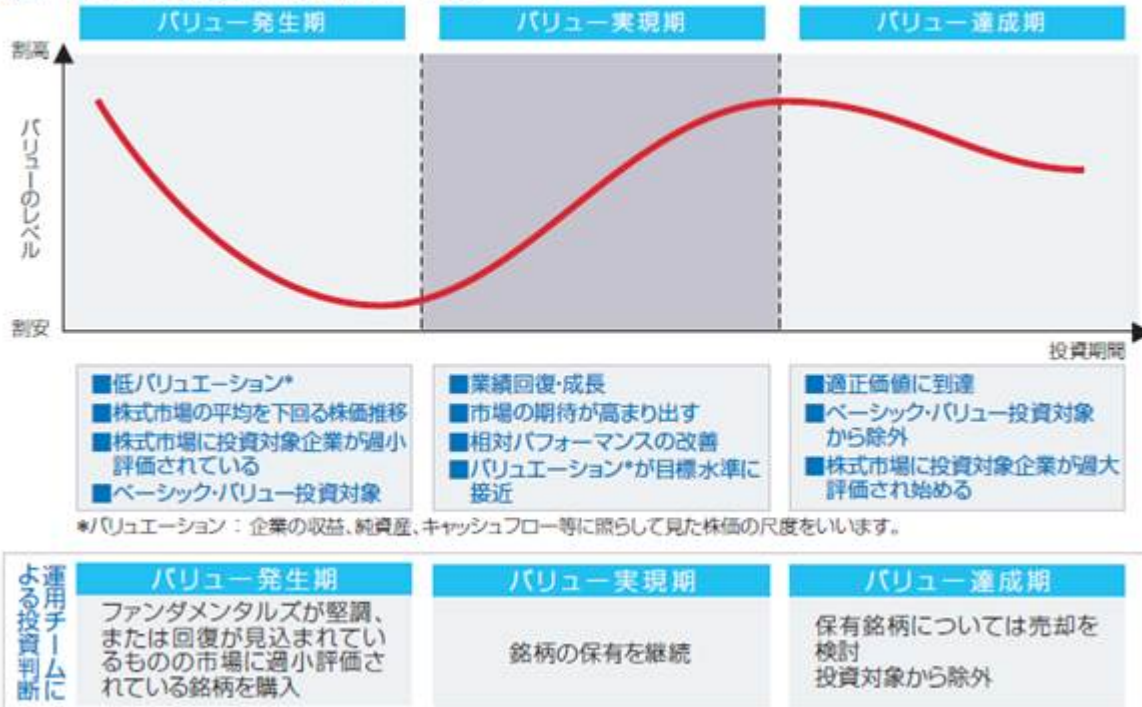 バリュー発生期
バリュー実現期
バリュー達成期
割高
バリューのレベル
割安
投資期間
■低バリュエーション*
■株式市場の平均を下回る株価推移
■株式市場に投資対象企業が過小
評価されている
■ベーシック・バリュー投資対象
■業績回復・成長
■市場の期待が高まり出す
■相対パフォーマンスの改善
■バリュエーション*が目標水準に
接近
■適正価値に到達
■ベーシック・バリュー投資対象
から除外
■株式市場に投資対象企業が過大
評価され始める
*バリュエーション：企業の収益、純資産、キャッシュフロー等に照らして見た株価の尺度をいいます。
運用チームに
よる投資判断
バリュー発生期
ファンダメンタルズが堅調、
または回復が見込まれてい
るものの市場に過小評価さ
れている銘柄を購入
バリュー実現期
銘柄の保有を継続
バリュー達成期
保有銘柄については売却を
検討
投資対象から除外